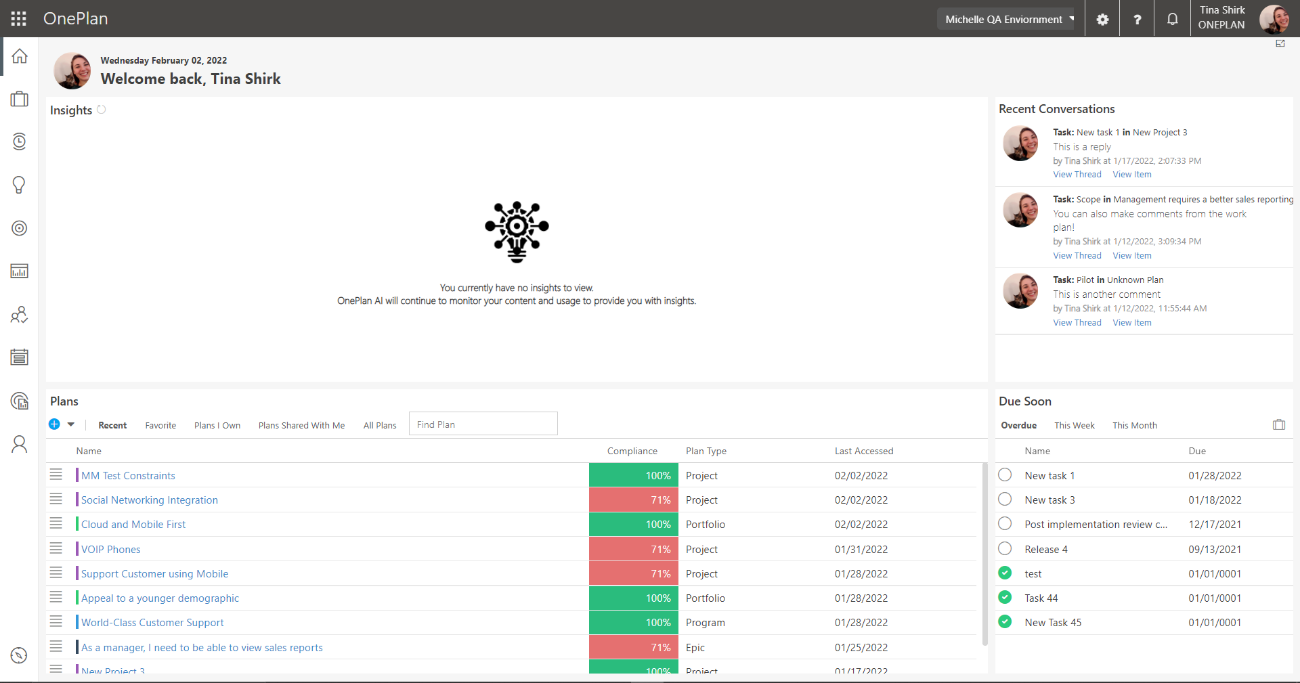 OnePlan
Michelle QA Enviornment
?
Tina Shirk
ONEPLAN
Wednesday February 02, 2022
Welcome back, Tina Shirk
Insights
You currently have no insights to view.
OnePlan AI will continue to monitor your content and usage to provide you with insights.
Recent Conversations
Task: New task 1 in New Project 3
This is a reply
by Tina Shirk at 1/17/2022, 2:07:33 PM
View Thread View Item
Task: Scope in Management requires a better sales reporting
You can also make comments from the work
plan!
by Tina Shirk at 1/12/2022, 3:09:34 PM
View Thread View Item
Task: Pilot in Unknown Plan
This is another comment
by Tina Shirk at 1/12/2022, 11:55:44 AM
View Thread View Item
Plans
Recent Favorite Plans I Own Plans Shared With Me All Plans Find Plan
Name Compliance Plan Type Last Accessed
MM Test Constraints 100% Project 02/02/2022
Social Networking Integration 71% Project 02/02/2022
Cloud and Mobile First 100% Portfolio 02/02/2022
VOIP Phones 71% Project 01/31/2022
Support Customer using Mobile 71% Project 01/28/2022
Appeal to a younger demographic 100% Portfolio 01/28/2022
World-Class Customer Support 100% Program 01/28/2022
As a manager, I need to be able to view sales reports 71% Epic 01/25/2022
New Project 3 100% Project 01/17/2022
Due Soon
Overdue This Week This Month
Name Due
New task 1 01/28/2022
New task 3 01/18/2022
Post implementation review c... 12/17/2021
Release 4 09/13/2021
test 01/01/0001
Task 44 01/01/0001
New Task 45 01/01/0001